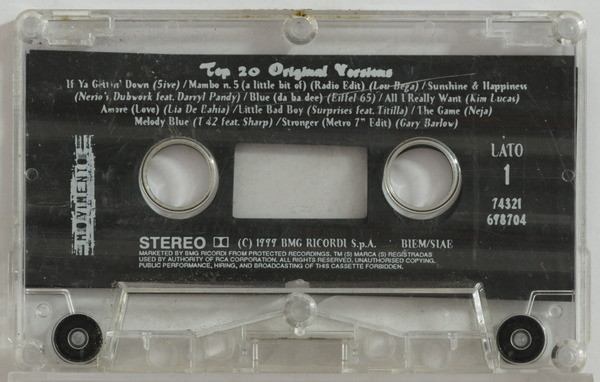 Top 20 Original Versions
If Ya Gettin' Down (5ive) / Mambo n. 5 (a little bit of) (Radio Edit) (Lou Bega) / Sunshine & Happiness
(Nerio's Dubwork feat. Darryl Pandy) / Blue (da ba dee) (Eiffel 65) / All I Really Want (Kim Lucas)
Amore (Love) (Lia De Bahia) / Little Bad Boy (Surprises feat. Titilla) / The Game (Neja)
Melody Blue (T 42 feat. Sharp) / Stronger (Metro 7" Edit) (Gary Barlow)
MOVIMENTO
LATO
1
74321
698704
STEREO (C) 1999 BMG RICORDI S.p.A. BIEM/SIAE
MARKETED BY BMG RICORDI FROM PROTECTED RECORDINGS, TM (S) MARCA (S) REGISTRADAS
USED BY AUTHORITY OF RCA CORPORATION. ALL RIGHTS RESERVED. UNAUTHORISED COPYING,
PUBLIC PERFORMANCE, HIRING, AND BROADCASTING OF THIS CASSETTE FORBIDDEN.